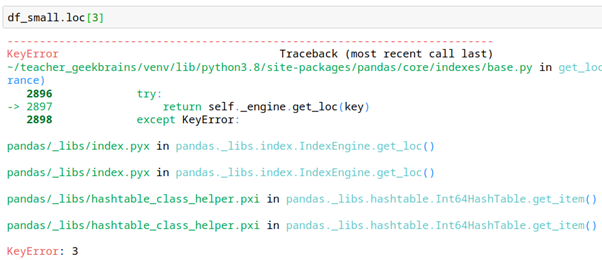 df_small.loc[3]
---------------------------------------------------------------------------
KeyError                                  Traceback (most recent call last)
~/teacher_geekbrains/venv/lib/python3.8/site-packages/pandas/core/indexes/base.py in get_loc
rance)
   2896             try:
-> 2897                 return self._engine.get_loc(key)
   2898             except KeyError:
pandas/_libs/index.pyx in pandas._libs.index.IndexEngine.get_loc()
pandas/_libs/index.pyx in pandas._libs.index.IndexEngine.get_loc()
pandas/_libs/hashtable_class_helper.pxi in pandas._libs.hashtable.Int64HashTable.get_item()
pandas/_libs/hashtable_class_helper.pxi in pandas._libs.hashtable.Int64HashTable.get_item()
KeyError: 3